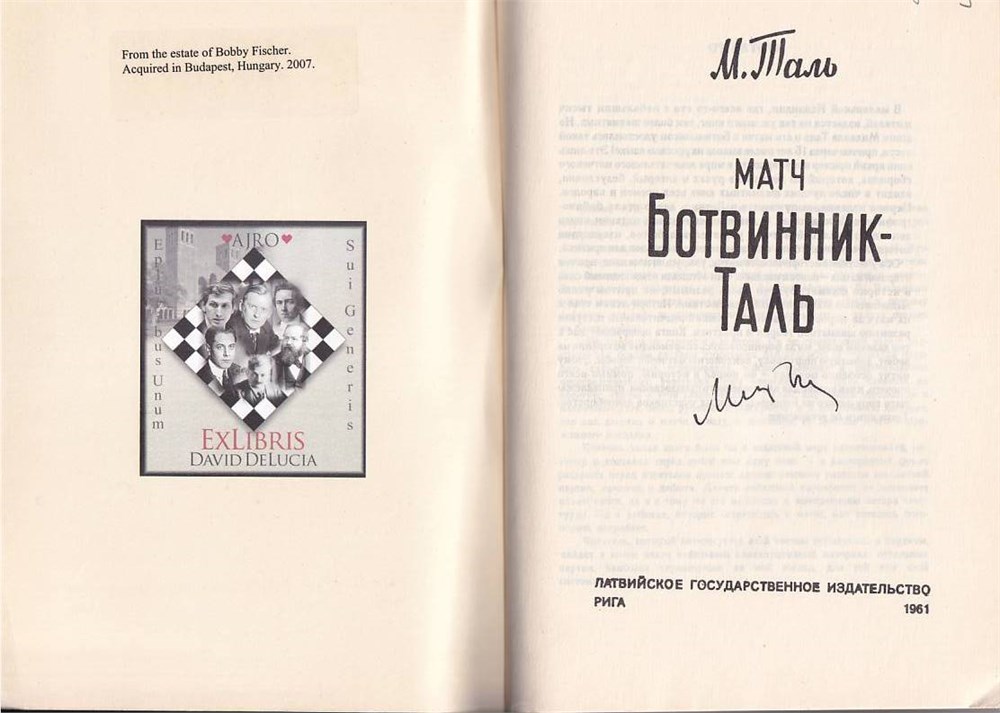 From the estate of Bobby Fischer.
Acquired in Budapest, Hungary. 2007.
AJRO
E pluribus Unum
Sui Generis
EXLIBRIS
DAVID DELUCIA
М. Таль
МАТЧ
БОТВИННИК-
ТАЛЬ
ЛАТВИЙСКОЕ ГОСУДАРСТВЕННОЕ ИЗДАТЕЛЬСТВО
РИГА 1961